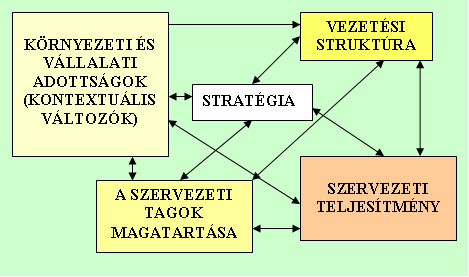 KÖRNYEZETI ÉS
VÁLLALATI
ADOTTSÁGOK
(KONTEXTUÁLIS
VÁLTOZÓK)
VEZETÉSI
STRUKTÚRA
STRATÉGIA
A SZERVEZETI
TAGOK
MAGATARTÁSA
SZERVEZETI
TELJESÍTMÉNY